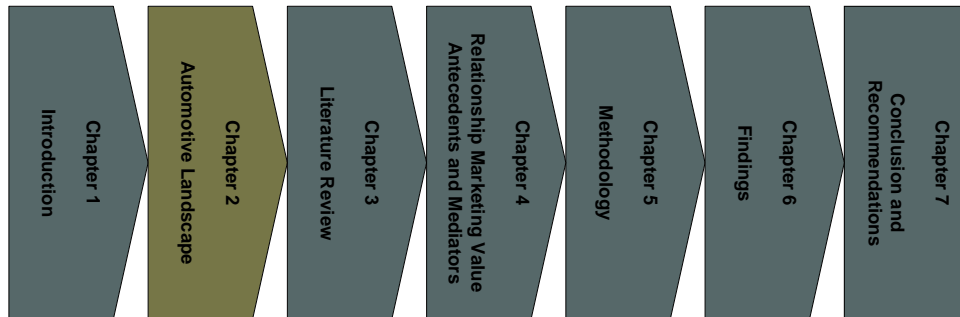 Chapter 1
Introduction
Chapter 2
Automotive Landscape
Chapter 3
Literature Review
Chapter 4
Relationship Marketing Value
Antecedents and Mediators
Chapter 5
Methodology
Chapter 6
Findings
Chapter 7
Conclusion and
Recommendations